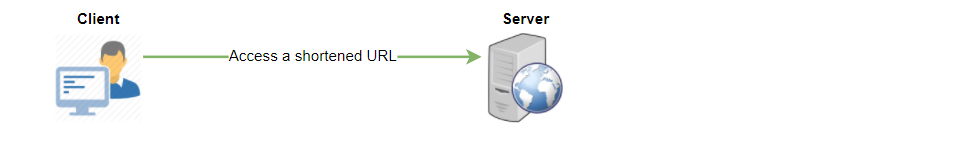 Client
Server
Access a shortened URL